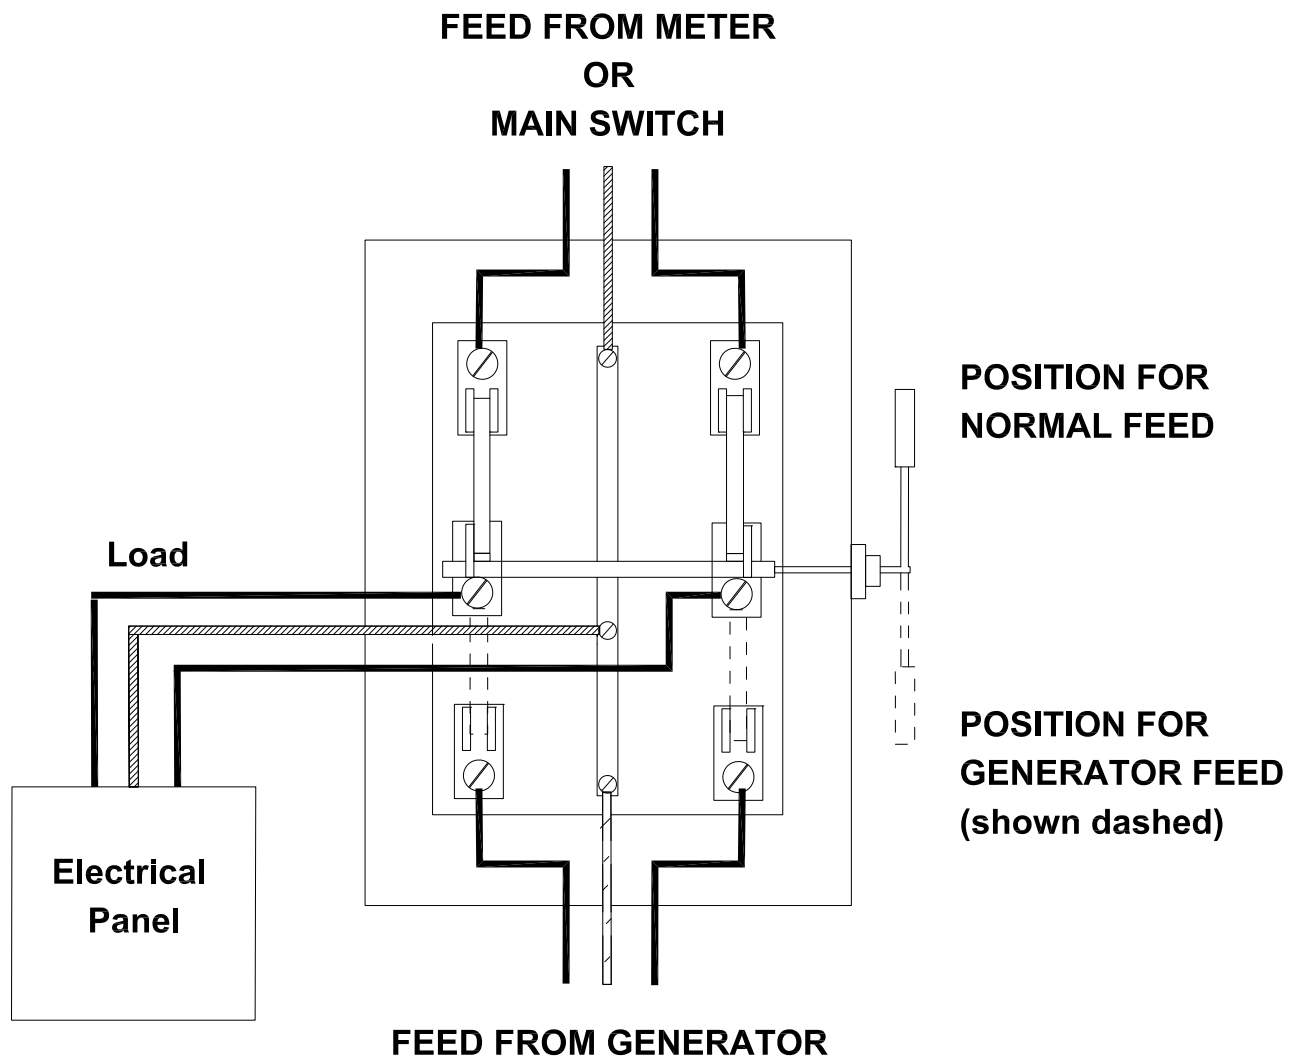 FEED FROM METER
OR
MAIN SWITCH
POSITION FOR
NORMAL FEED
Load
POSITION FOR
GENERATOR FEED
(shown dashed)
Electrical
Panel
FEED FROM GENERATOR